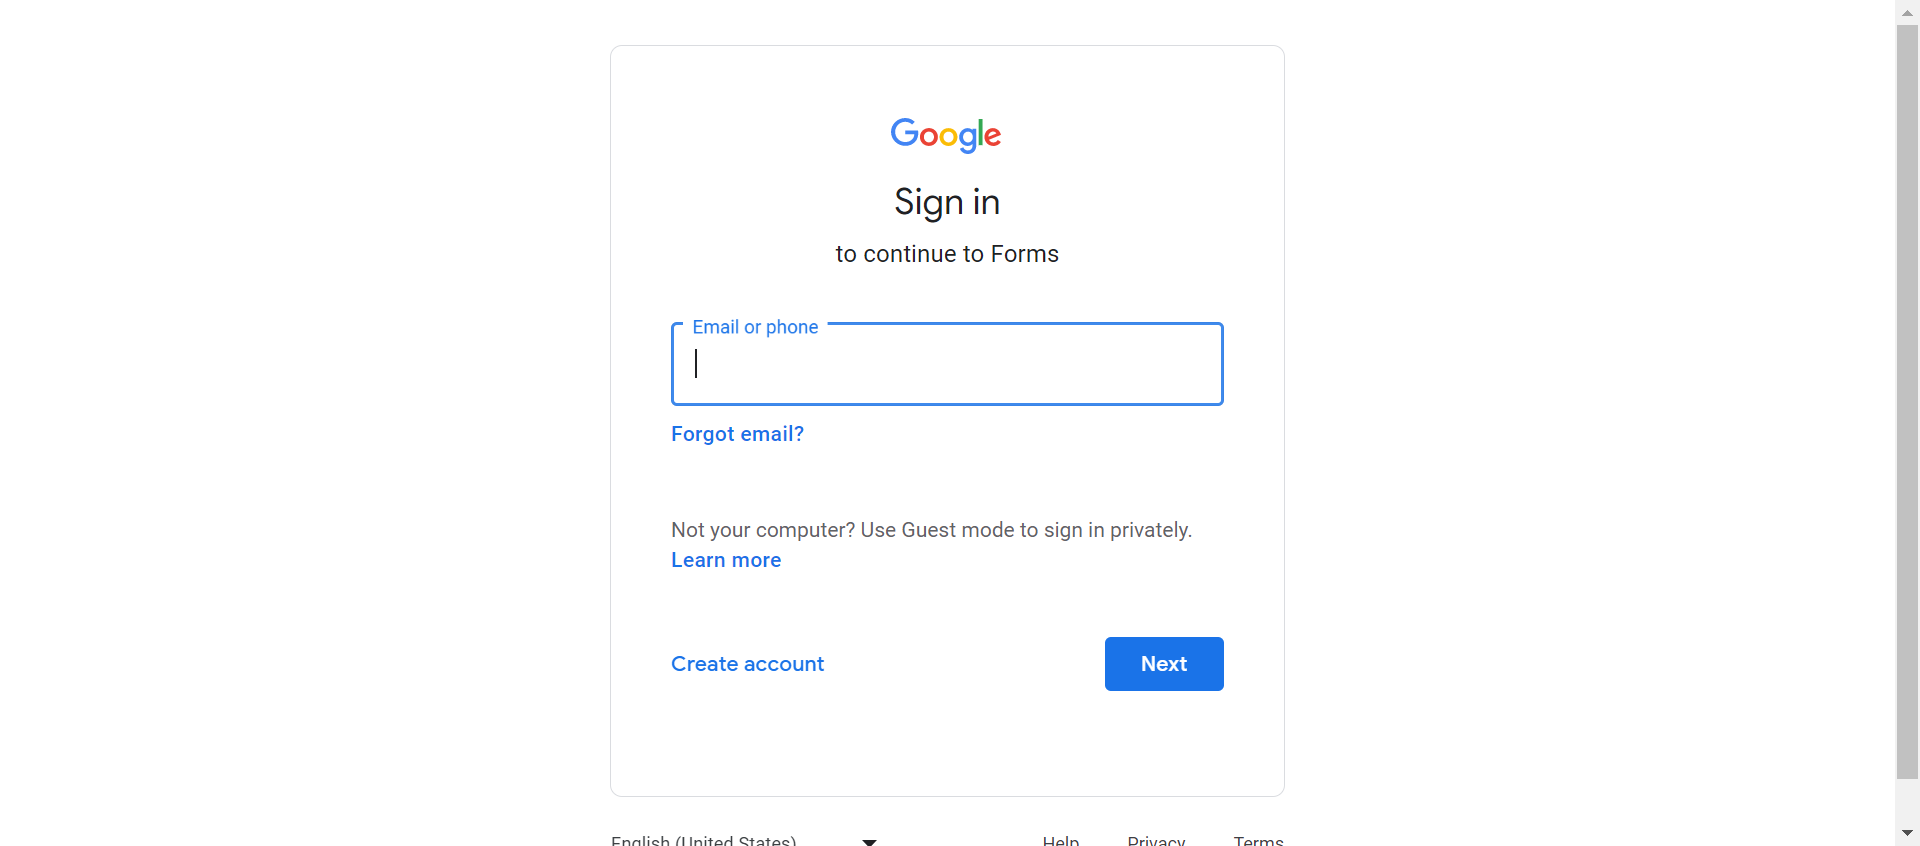 Google
Sign in
to continue to Forms
Email or phone
Forgot email?
Not your computer? Use Guest mode to sign in privately.
Learn more
Create account
Next
English (United States)
Help
Privacy
Terms